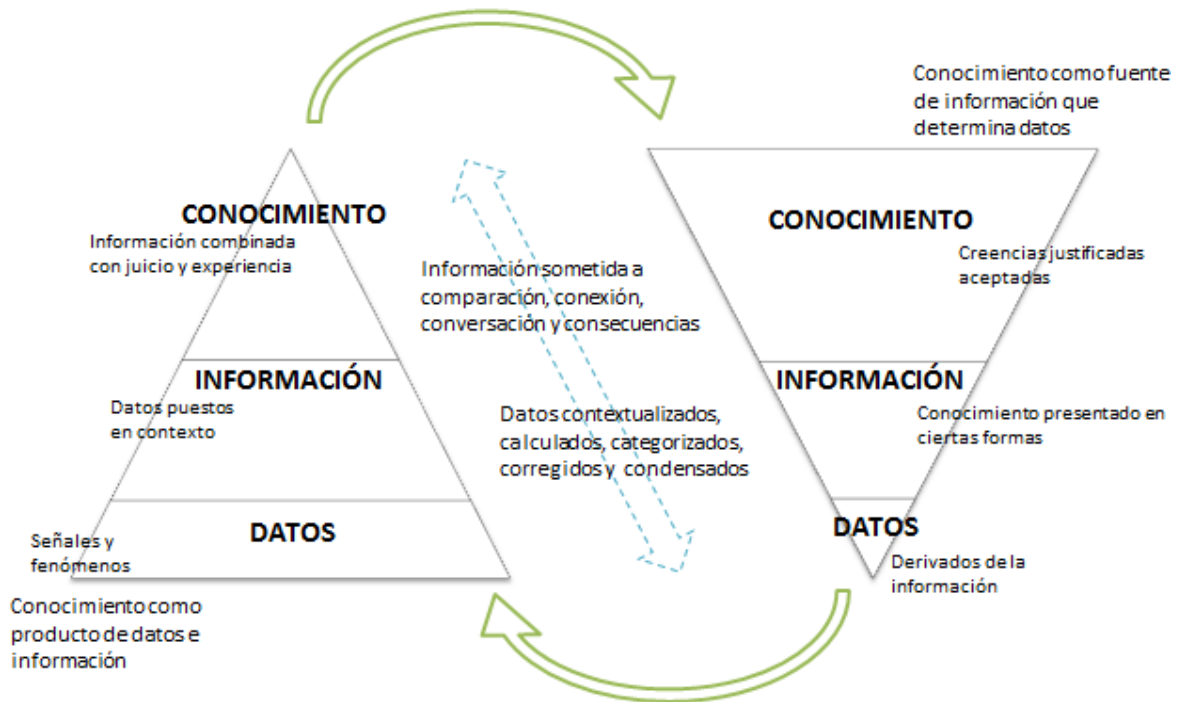 CONOCIMIENTO
Información combinada
con juicio y experiencia
INFORMACIÓN
Datos puestos
en contexto
DATOS
Señales y
fenómenos
Conocimiento como
producto de datos e
información
Información sometida a
comparación, conexión,
conversación y consecuencias
Datos contextualizados,
calculados, categorizados,
corregidos y condensados
Conocimiento como fuente
de información que
determina datos
CONOCIMIENTO
Creencias justificadas
aceptadas
INFORMACIÓN
Conocimiento presentado en
ciertas formas
DATOS
Derivados de la
información